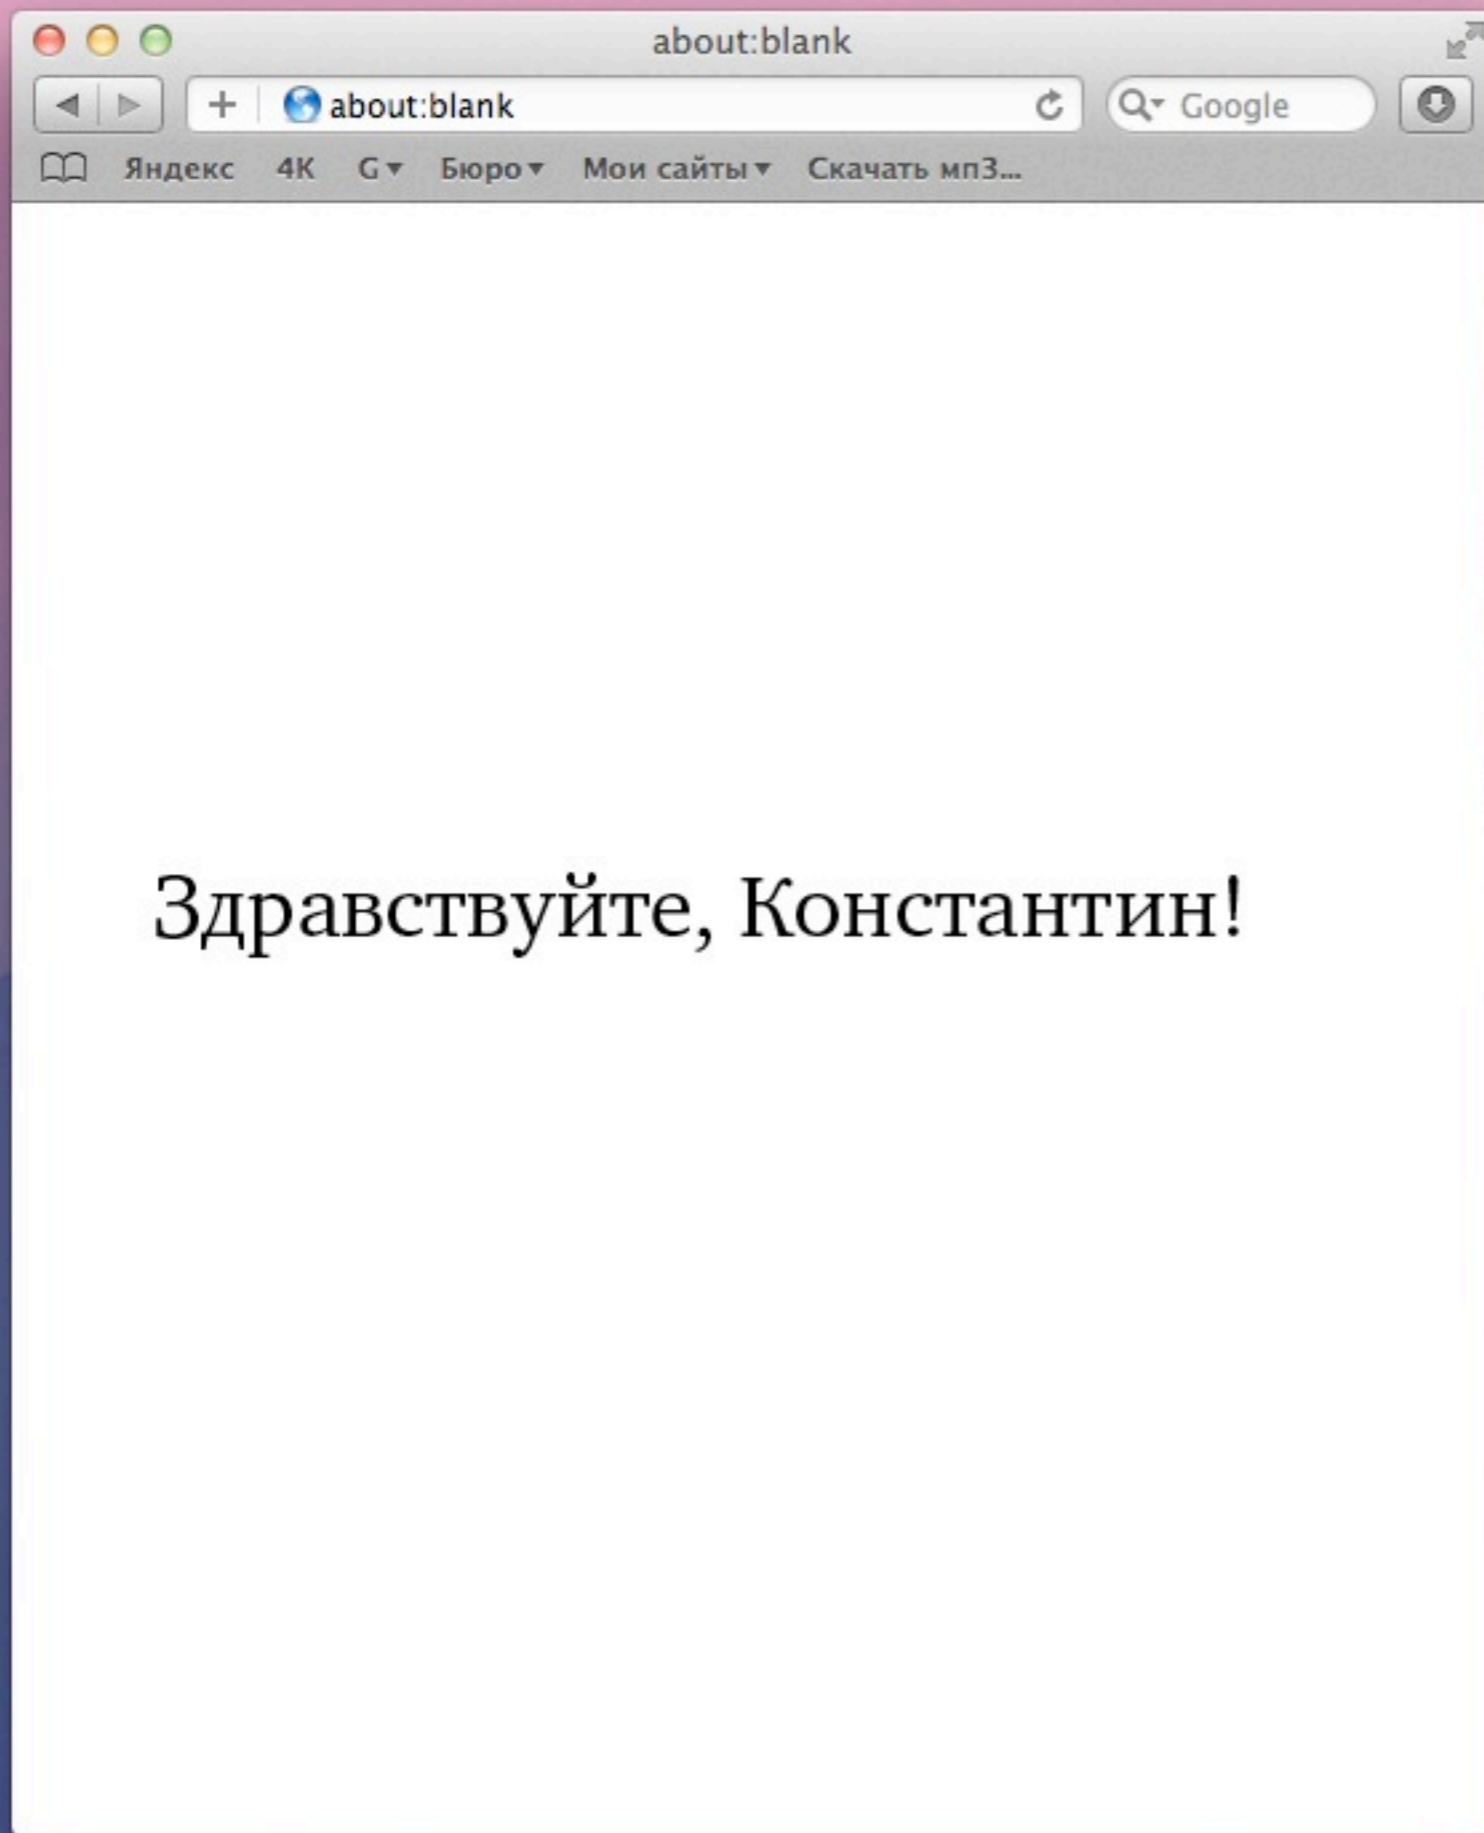 about:blank
about:blank Google
Яндекс 4K G Бюро Мои сайты Скачать мп3...
Здравствуйте, Константин!